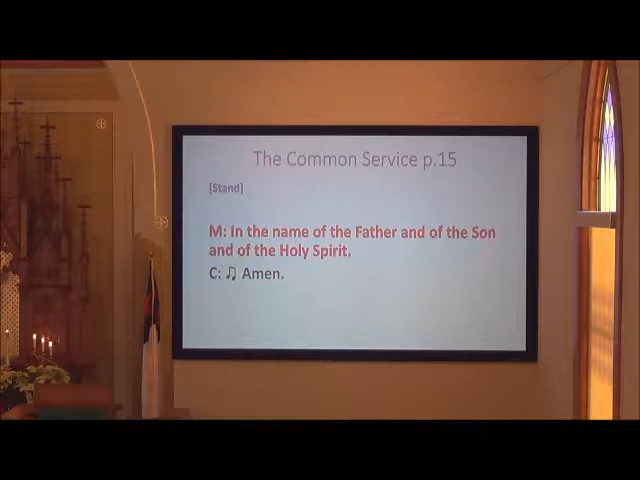 The Common Service p.15
[Stand]
M: In the name of the Father and of the Son
and of the Holy Spirit.
C: ♫ Amen.